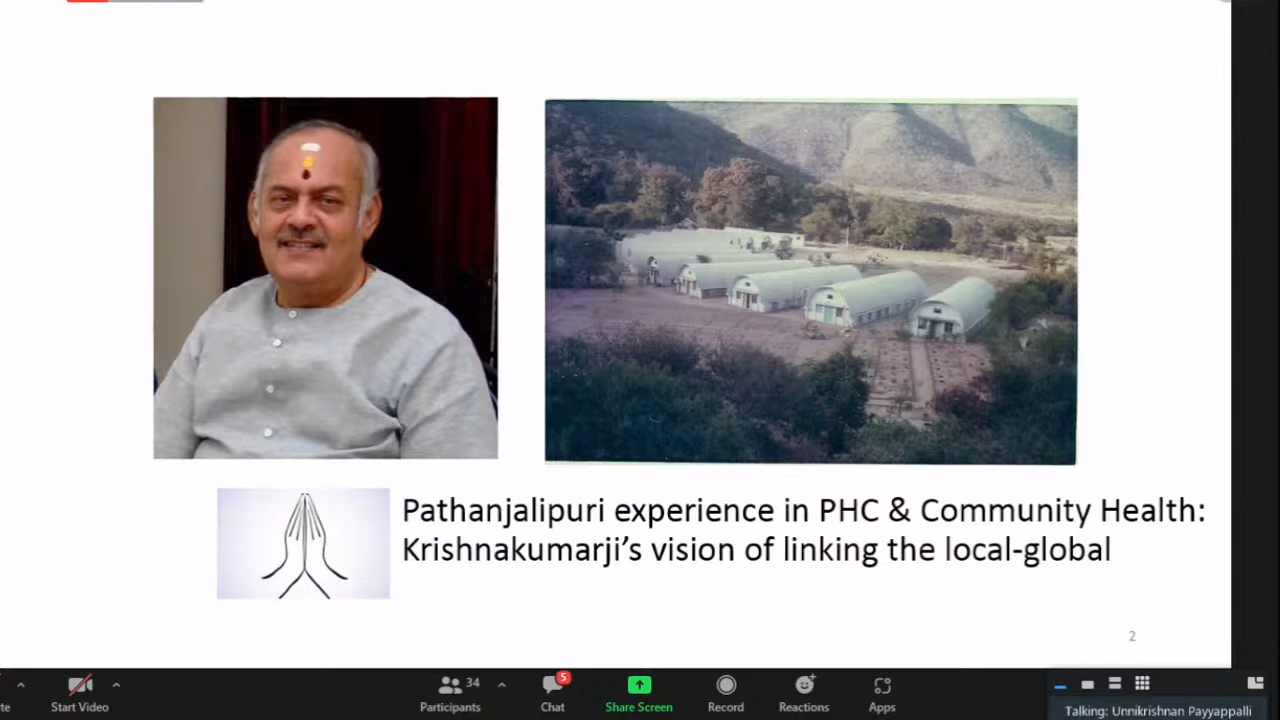 Pathanjalipuri experience in PHC & Community Health:
Krishnakumarji’s vision of linking the local-global
2
te
Start Video
Participants
34
Chat
5
Share Screen
Record
Reactions
Apps
Talking: Unnikrishnan Payyappalli